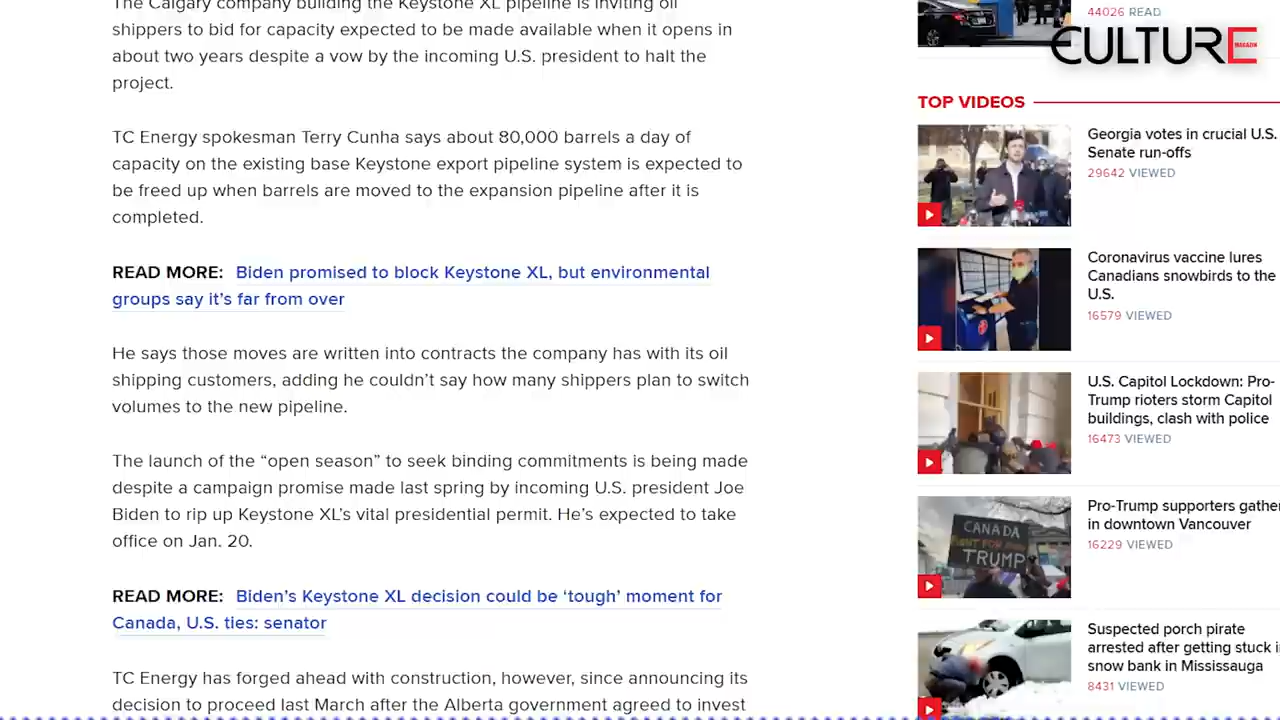 The Calgary company building the Keystone XL pipeline is inviting oil
shippers to bid for capacity expected to be made available when it opens in
about two years despite a vow by the incoming U.S. president to halt the
project.
TC Energy spokesman Terry Cunha says about 80,000 barrels a day of
capacity on the existing base Keystone export pipeline system is expected to
be freed up when barrels are moved to the expansion pipeline after it is
completed.
READ MORE: Biden promised to block Keystone XL, but environmental
groups say it’s far from over
He says those moves are written into contracts the company has with its oil
shipping customers, adding he couldn’t say how many shippers plan to switch
volumes to the new pipeline.
The launch of the “open season” to seek binding commitments is being made
despite a campaign promise made last spring by incoming U.S. president Joe
Biden to rip up Keystone XL’s vital presidential permit. He’s expected to take
office on Jan. 20.
READ MORE: Biden’s Keystone XL decision could be ‘tough’ moment for
Canada, U.S. ties: senator
TC Energy has forged ahead with construction, however, since announcing its
decision to proceed last March after the Alberta government agreed to invest
44026 READ
CULTURE
MAGAZIN
TOP VIDEOS
Georgia votes in crucial U.S.
Senate run-offs
29642 VIEWED
Coronavirus vaccine lures
Canadians snowbirds to the
U.S.
16579 VIEWED
U.S. Capitol Lockdown: Pro-
Trump rioters storm Capitol
buildings, clash with police
16473 VIEWED
CANADA
TRUMP
Pro-Trump supporters gather
in downtown Vancouver
16229 VIEWED
Suspected porch pirate
arrested after getting stuck i
snow bank in Mississauga
8431 VIEWED